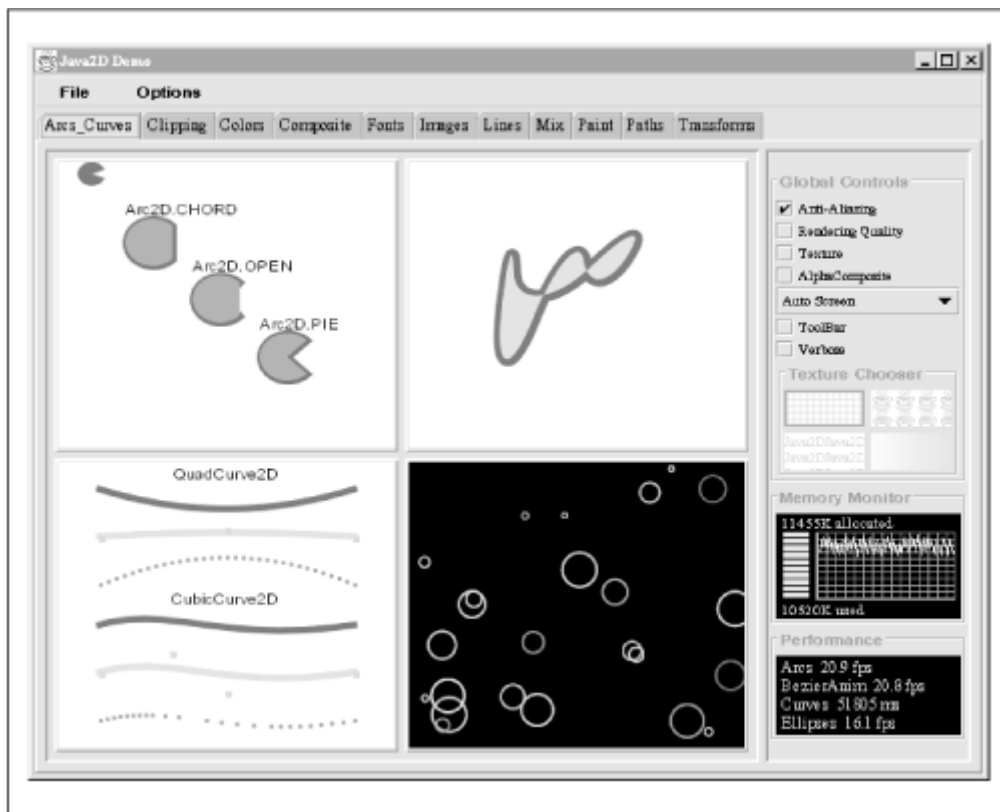 Java2D Demo
File Options
Arcs_Curves Clipping Colors Composite Fonts Images Lines Mix Paint Paths Transforms
Arc2D.CHORD
Arc2D.OPEN
Arc2D.PIE
QuadCurve2D
CubicCurve2D
Global Controls
Anti-Aliasing
Rendering Quality
Texture
AlphaComposite
Auto Screen
ToolBar
Verbose
Texture Chooser
Java2DJava2D
Java2DJava2D
Memory Monitor
11455K allocated
10520K used
Performance
Arcs 20.9 fps
BezierAnim 20.8 fps
Curves 51805 ms
Ellipses 16.1 fps